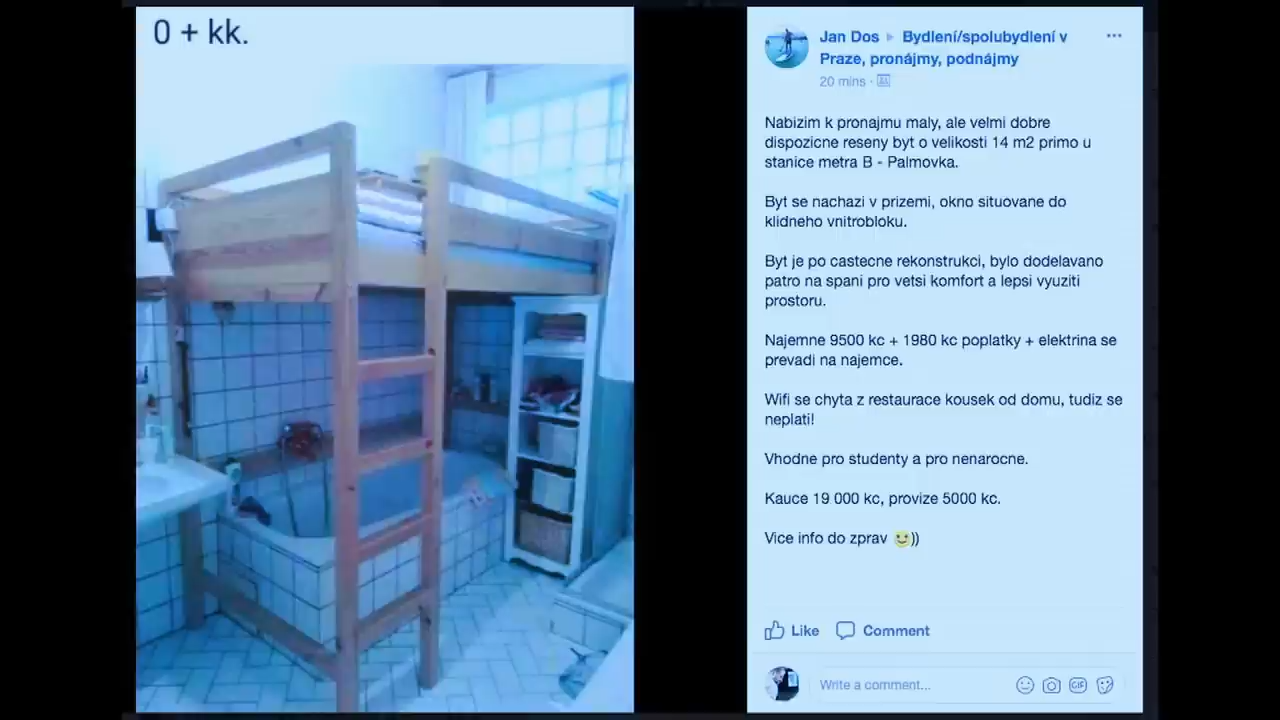 0 + kk.
Jan Dos ▸ Bydlení/spolubydlení v
Praze, pronájmy, podnájmy
20 mins ·
Nabizim k pronajmu maly, ale velmi dobre
dispozicne reseny byt o velikosti 14 m2 primo u
stanice metra B - Palmovka.
Byt se nachazi v prizemi, okno situovane do
klidneho vnitrobloku.
Byt je po castecne rekonstrukci, bylo dodelavano
patro na spani pro vetsi komfort a lepsi vyuziti
prostoru.
Najemne 9500 kc + 1980 kc poplatky + elektrina se
prevadi na najemce.
Wifi se chyta z restaurace kousek od domu, tudiz se
neplati!
Vhodne pro studenty a pro nenarocne.
Kauce 19 000 kc, provize 5000 kc.
Vice info do zprav 😀))
Like Comment
Write a comment... GIF